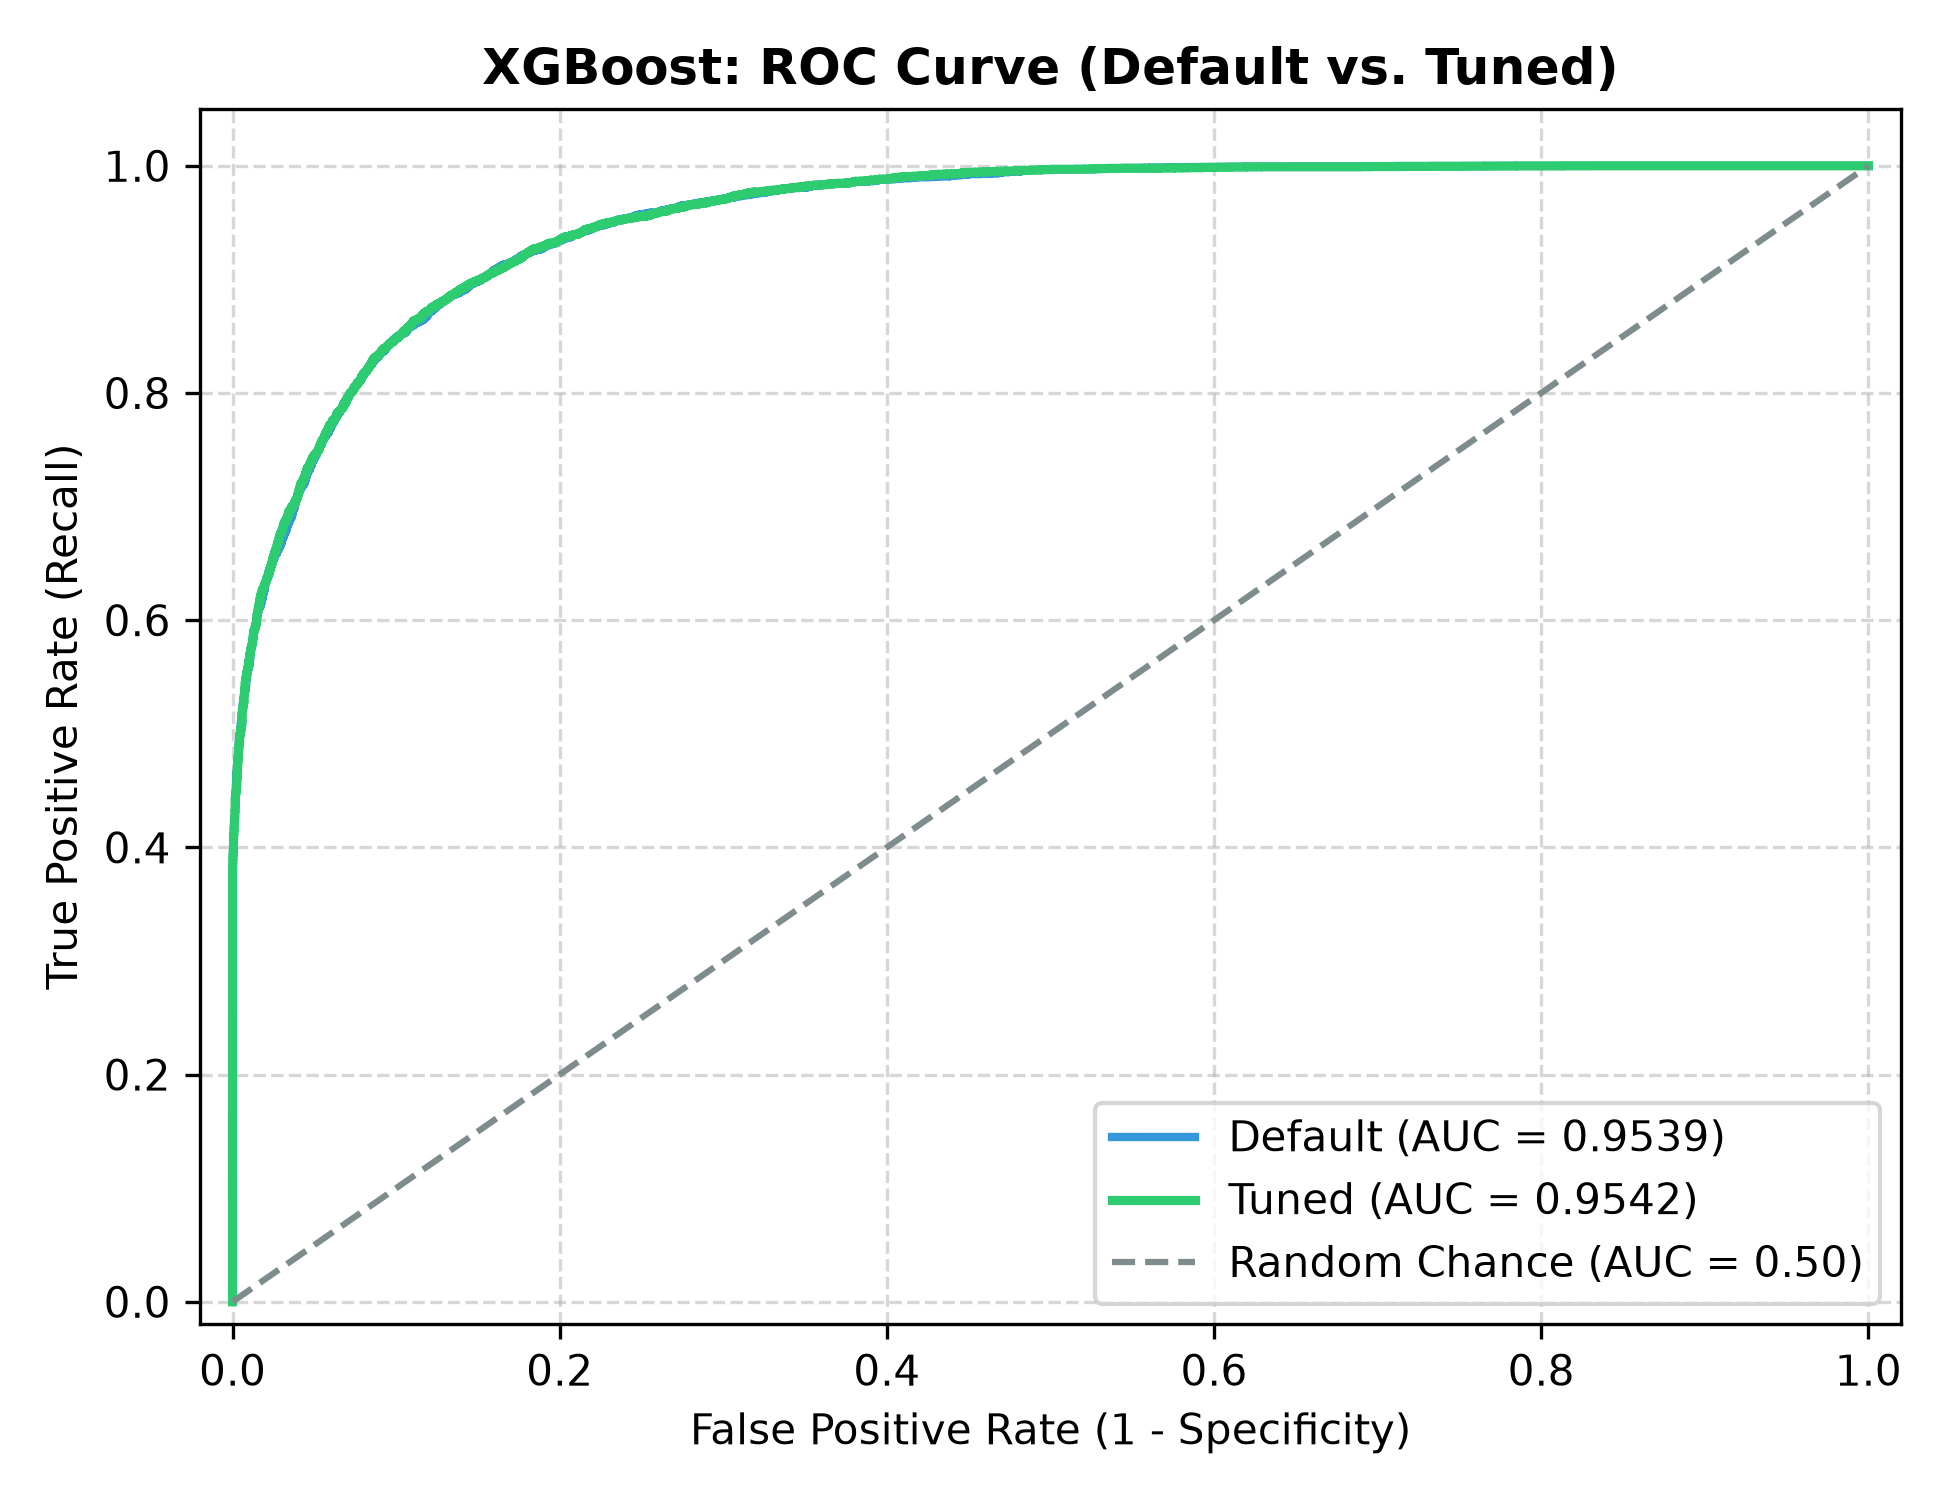 XGBoost: ROC Curve (Default vs. Tuned)
True Positive Rate (Recall)
1.0
0.8
0.6
0.4
0.2
0.0
Default (AUC = 0.9539)
Tuned (AUC = 0.9542)
Random Chance (AUC = 0.50)
0.0 0.2 0.4 0.6 0.8 1.0
False Positive Rate (1 - Specificity)